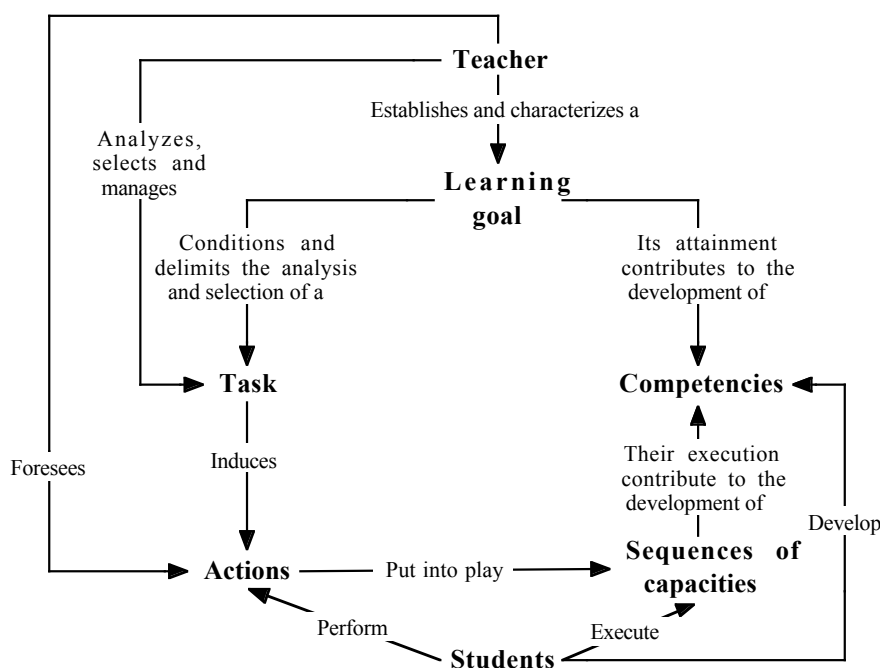 Teacher
Establishes and characterizes a
Analyzes,
selects and
manages
Learning
goal
Conditions and
delimits the analysis
and selection of a
Its attainment
contributes to the
development of
Task
Competencies
Foresees
Induces
Their execution
contribute to the
development of
Develop
Actions
Put into play
Sequences of
capacities
Perform
Execute
Students